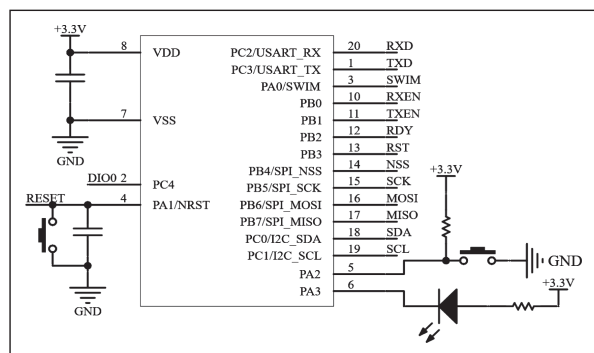 +3.3V
8 VDD
PC2/USART_RX 20 RXD
PC3/USART_TX 1 TXD
PA0/SWIM 3 SWIM
PB0 10 RXEN
7 VSS
PB1 11 TXEN
PB2 12 RDY
GND
PB3 13 RST
PB4/SPI_NSS 14 NSS
+3.3V
DIO0 2 PC4
PB5/SPI_SCK 15 SCK
RESET 4 PA1/NRST
PB6/SPI_MOSI 16 MOSI
PB7/SPI_MISO 17 MISO
PC0/I2C_SDA 18 SDA
PC1/I2C_SCL 19 SCL
PA2 5
GND
PA3 6
+3.3V
GND